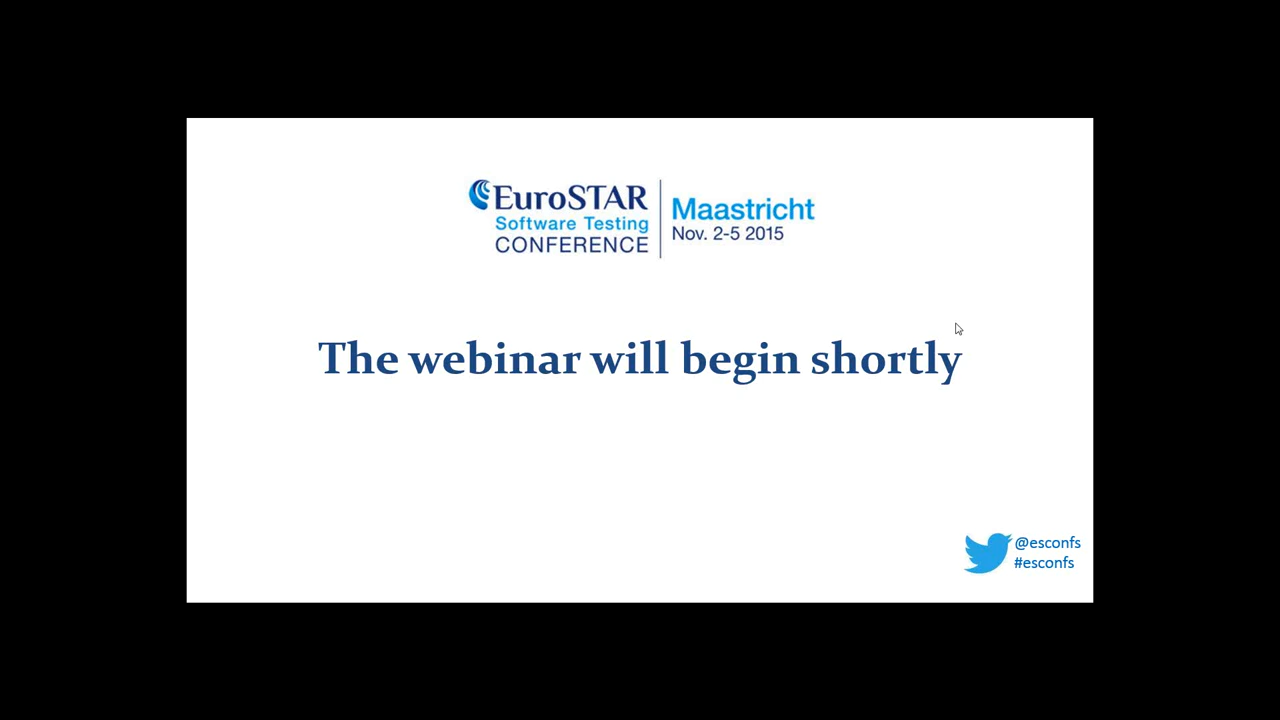 EuroSTAR
Software Testing
CONFERENCE
Maastricht
Nov. 2-5 2015
The webinar will begin shortly
@esconfs
#esconfs